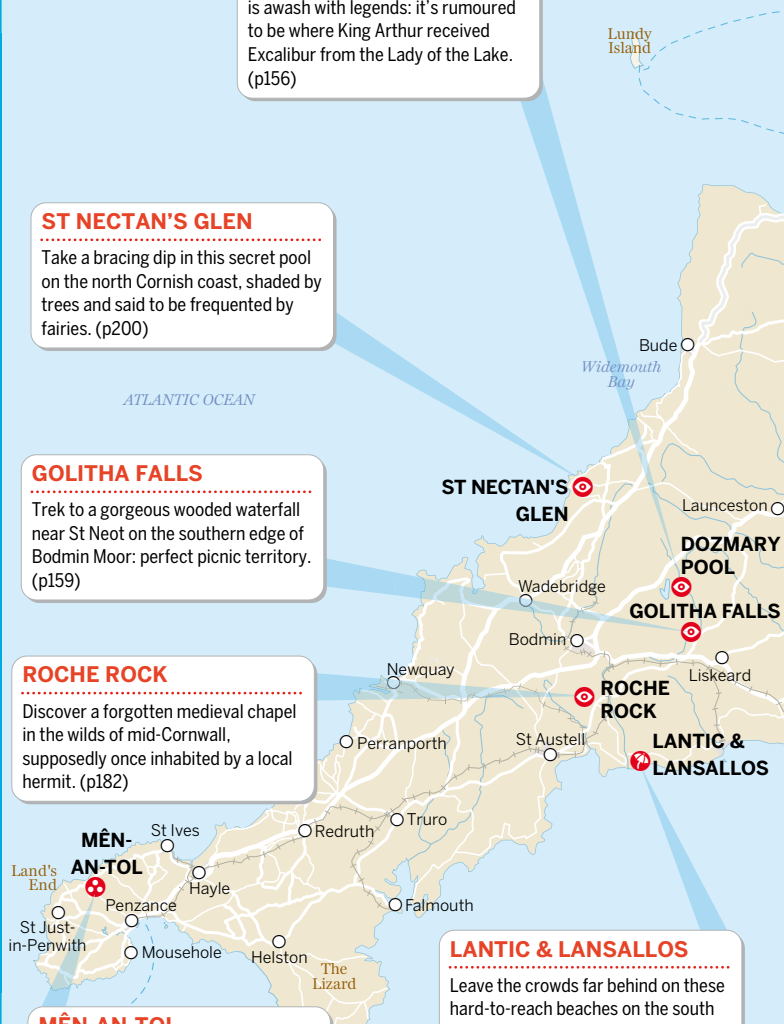 is awash with legends: it's rumoured
to be where King Arthur received
Excalibur from the Lady of the Lake.
(p156)
Lundy
Island
ST NECTAN'S GLEN
Take a bracing dip in this secret pool
on the north Cornish coast, shaded by
trees and said to be frequented by
fairies. (p200)
Bude
Widemouth
Bay
ATLANTIC OCEAN
GOLITHA FALLS
Trek to a gorgeous wooded waterfall
near St Neot on the southern edge of
Bodmin Moor: perfect picnic territory.
(p159)
ST NECTAN'S
GLEN
Launceston
DOZMARY
POOL
Wadebridge
GOLITHA FALLS
Bodmin
Liskeard
ROCHE ROCK
Discover a forgotten medieval chapel
in the wilds of mid-Cornwall,
supposedly once inhabited by a local
hermit. (p182)
Newquay
ROCHE
ROCK
Perranporth
St Austell
LANTIC &
LANSALLOS
MÊN-
AN-TOL
St Ives
Redruth
Truro
Land's
End
Hayle
Penzance
Falmouth
St Just-
in-Penwith
Mousehole
Helston
The
Lizard
LANTIC & LANSALLOS
Leave the crowds far behind on these
hard-to-reach beaches on the south
MÊN-AN-TOL